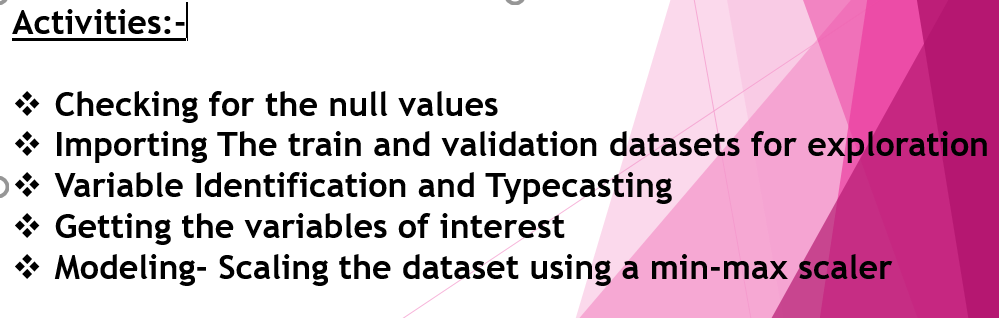 Activities:-
❖ Checking for the null values
❖ Importing The train and validation datasets for exploration
❖ Variable Identification and Typecasting
❖ Getting the variables of interest
❖ Modeling- Scaling the dataset using a min-max scaler